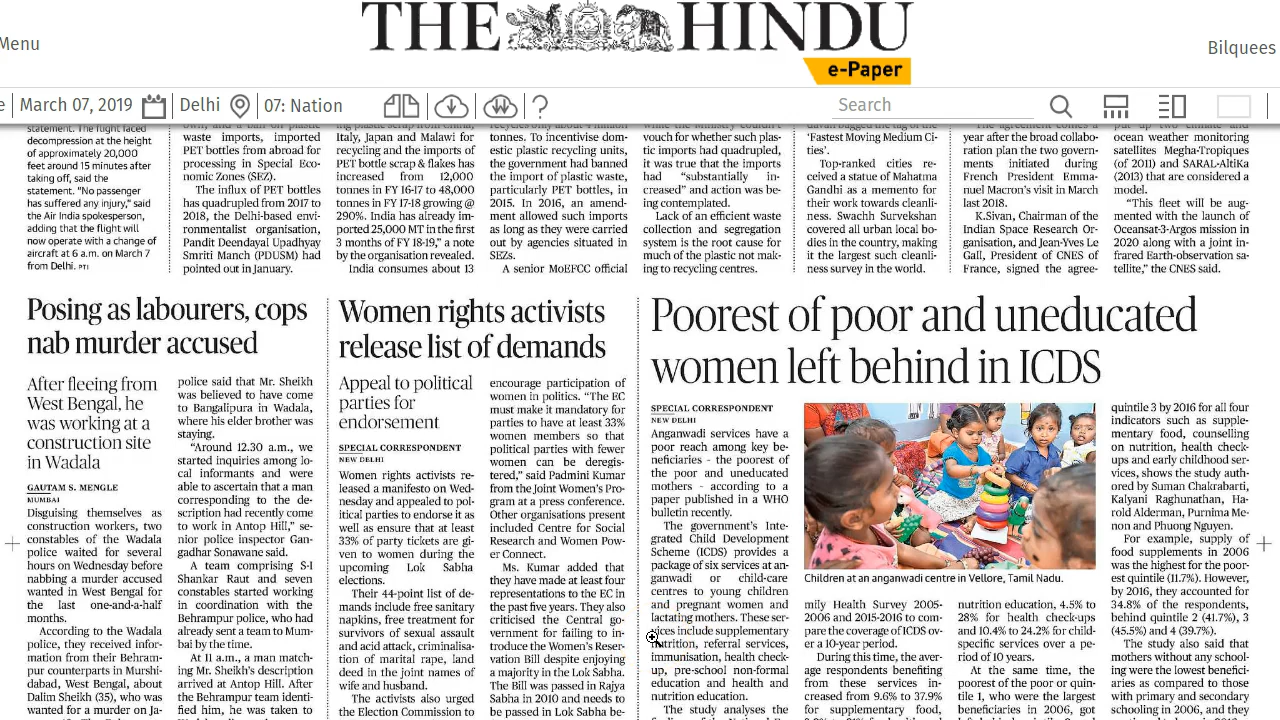 Menu
THE HINDU
e-Paper
Bilquees
e
March 07, 2019
Delhi
07: Nation
?
Search
statement. The flight faced
decompression at the height
of approximately 20,000
feet around 15 minutes after
taking off, said the
statement. "No passenger
has suffered any injury," said
the Air India spokesperson,
adding that the flight will
now operate with a change of
aircraft at 6 a.m. on March 7
from Delhi. PTI
waste imports, imported
PET bottles from abroad for
processing in Special Eco-
nomic Zones (SEZ).
The influx of PET bottles
has quadrupled from 2017 to
2018, the Delhi-based envi-
ronmentalist organisation,
Pandit Deendayal Upadhyay
Smriti Manch (PDUSM) had
pointed out in January.
Italy, Japan and Malawi for
recycling and the imports of
PET bottle scrap & flakes has
increased from 12,000
tonnes in FY 16-17 to 48,000
tonnes in FY 17-18 growing @
290%. India has already im-
ported 25,000 MT in the first
3 months of FY 18-19," a note
by the organisation revealed.
India consumes about 13
tonnes. To incentivise dom-
estic plastic recycling units,
the government had banned
the import of plastic waste,
particularly PET bottles, in
2015. In 2016, an amend-
ment allowed such imports
as long as they were carried
out by agencies situated in
SEZs.
A senior MoEFCC official
vouch for whether such plas-
tic imports had quadrupled,
it was true that the imports
had “substantially in-
creased” and action was be-
ing contemplated.
Lack of an efficient waste
collection and segregation
system is the root cause for
much of the plastic not mak-
ing to recycling centres.
‘Fastest Moving Medium Ci-
ties’.
Top-ranked cities re-
ceived a statue of Mahatma
Gandhi as a memento for
their work towards cleanli-
ness. Swachh Survekshan
covered all urban local bo-
dies in the country, making
it the largest such cleanli-
ness survey in the world.
The agreement comes a
year after the broad collabo-
ration plan the two govern-
ments initiated during
French President Emma-
nuel Macron’s visit in March
last 2018.
K.Sivan, Chairman of the
Indian Space Research Or-
ganisation, and Jean-Yves Le
Gall, President of CNES of
France, signed the agree-
ocean weather monitoring
satellites Megha-Tropiques
(of 2011) and SARAL-AltiKa
(2013) that are considered a
model.
“This fleet will be aug-
mented with the launch of
Oceansat-3-Argos mission in
2020 along with a joint in-
frared Earth-observation sa-
tellite,” the CNES said.
Posing as labourers, cops
nab murder accused
After fleeing from
West Bengal, he
was working at a
construction site
in Wadala
GAUTAM S. MENGLE
MUMBAI
Disguising themselves as
construction workers, two
constables of the Wadala
police waited for several
hours on Wednesday before
nabbing a murder accused
wanted in West Bengal for
the last one-and-a-half
months.
According to the Wadala
police, they received infor-
mation from their Behram-
pur counterparts in Murshi-
dabad, West Bengal, about
Dalim Sheikh (35), who was
wanted for a murder on Ja-
police said that Mr. Sheikh
was believed to have come
to Bangalipura in Wadala,
where his elder brother was
staying.
“Around 12.30 a.m., we
started inquiries among lo-
cal informants and were
able to ascertain that a man
corresponding to the de-
scription had recently come
to work in Antop Hill,” se-
nior police inspector Gan-
gadhar Sonawane said.
A team comprising S-I
Shankar Raut and seven
constables started working
in coordination with the
Behrampur police, who had
already sent a team to Mum-
bai by the time.
At 11 a.m., a man match-
ing Mr. Sheikh’s description
arrived at Antop Hill. After
the Behrampur team identi-
fied him, he was taken to
Women rights activists
release list of demands
Appeal to political
parties for
endorsement
SPECIAL CORRESPONDENT
NEW DELHI
Women rights activists re-
leased a manifesto on Wed-
nesday and appealed to pol-
itical parties to endorse it as
well as ensure that at least
33% of party tickets are gi-
ven to women during the
upcoming Lok Sabha
elections.
Their 44-point list of de-
mands include free sanitary
napkins, free treatment for
survivors of sexual assault
and acid attack, criminalisa-
tion of marital rape, land
deed in the joint names of
wife and husband.
The activists also urged
the Election Commission to
encourage participation of
women in politics. “The EC
must make it mandatory for
parties to have at least 33%
women members so that
political parties with fewer
women can be deregis-
tered,” said Padmini Kumar
from the Joint Women’s Pro-
gram at a press conference.
Other organisations present
included Centre for Social
Research and Women Pow-
er Connect.
Ms. Kumar added that
they have made at least four
representations to the EC in
the past five years. They also
criticised the Central go-
vernment for failing to in-
troduce the Women’s Reser-
vation Bill despite enjoying
a majority in the Lok Sabha.
The Bill was passed in Rajya
Sabha in 2010 and needs to
be passed in Lok Sabha be-
Poorest of poor and uneducated
women left behind in ICDS
SPECIAL CORRESPONDENT
NEW DELHI
Anganwadi services have a
poor reach among key be-
neficiaries - the poorest of
the poor and uneducated
mothers - according to a
paper published in a WHO
bulletin recently.
The government’s Inte-
grated Child Development
Scheme (ICDS) provides a
package of six services at an-
ganwadi or child-care
centres to young children
and pregnant women and
lactating mothers. These ser-
vices include supplementary
nutrition, referral services,
immunisation, health check-
up, pre-school non-formal
education and health and
nutrition education.
The study analyses the
Children at an anganwadi centre in Vellore, Tamil Nadu.
mily Health Survey 2005-
2006 and 2015-2016 to com-
pare the coverage of ICDS ov-
er a 10-year period.
During this time, the aver-
age respondents benefiting
from these services in-
creased from 9.6% to 37.9%
for supplementary food,
nutrition education, 4.5% to
28% for health check-ups
and 10.4% to 24.2% for child-
specific services over a pe-
riod of 10 years.
At the same time, the
poorest of the poor or quin-
tile 1, who were the largest
beneficiaries in 2006, got
quintile 3 by 2016 for all four
indicators such as supple-
mentary food, counselling
on nutrition, health check-
ups and early childhood ser-
vices, shows the study auth-
ored by Suman Chakrabarti,
Kalyani Raghunathan, Ha-
rold Alderman, Purnima Me-
non and Phuong Nguyen.
For example, supply of
food supplements in 2006
was the highest for the poor-
est quintile (11.7%). However,
by 2016, they accounted for
34.8% of the respondents,
behind quintile 2 (41.7%), 3
(45.5%) and 4 (39.7%).
The study also said that
mothers without any school-
ing were the lowest benefici-
aries as compared to those
with primary and secondary
schooling in 2016, and they